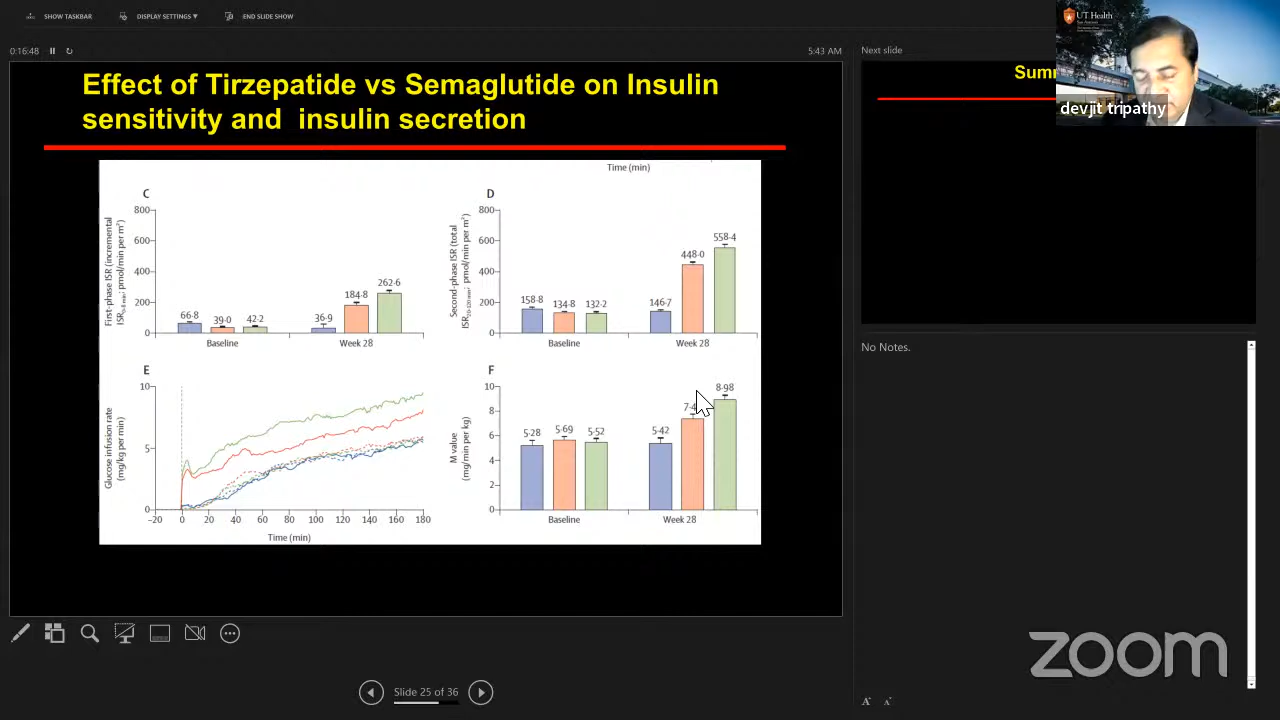 SHOW TASKBAR
DISPLAY SETTINGS ▾
END SLIDE SHOW
0:16:48
5:43 AM
Next slide
Effect of Tirzepatide vs Semaglutide on Insulin
sensitivity and insulin secretion
Time (min)
C
First-phase ISR (incremental
pmol/min per m²)
800
600
400
200
0
66·8
39·0
42·2
36·9
184·8
262·6
Baseline
Week 28
D
Second-phase ISR (total
pmol/min per m²)
800
600
400
200
0
158·8
134·8
132·2
146·7
448·0
558·4
Baseline
Week 28
E
Glucose infusion rate
(mg/kg per min)
10
5
0
-20
0
20
40
60
80
100
120
140
160
180
Time (min)
F
M value
(mg/min per kg)
10
8
6
4
2
0
5·28
5·69
5·52
5·42
8·98
Baseline
Week 28
Slide 25 of 36
UT Health
San Antonio
devjit tripathy
No Notes.
zoom
A
A